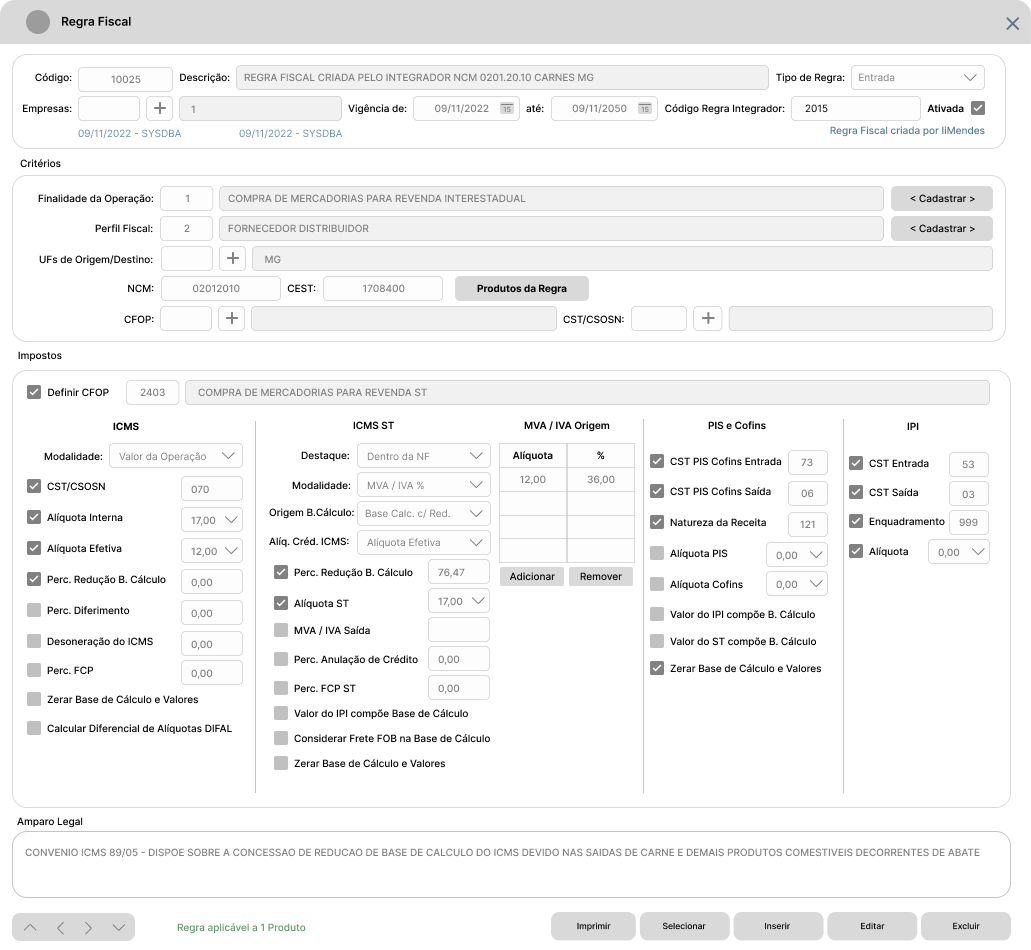 Regra Fiscal
Código: 10025 Descrição: REGRA FISCAL CRIADA PELO INTEGRADOR NCM 0201.20.10 CARNES MG Tipo de Regra: Entrada
Empresas: 1 Vigência de: 09/11/2022 15 até: 09/11/2050 15 Código Regra Integrador: 2015 Ativada
09/11/2022 - SYSDBA 09/11/2022 - SYSDBA Regra Fiscal criada por IiMendes
Critérios
Finalidade da Operação: 1 COMPRA DE MERCADORIAS PARA REVENDA INTERESTADUAL < Cadastrar >
Perfil Fiscal: 2 FORNECEDOR DISTRIBUIDOR < Cadastrar >
UFs de Origem/Destino: MG
NCM: 02012010 CEST: 1708400 Produtos da Regra
CFOP: CST/CSOSN:
Impostos
Definir CFOP 2403 COMPRA DE MERCADORIAS PARA REVENDA ST
ICMS
Modalidade: Valor da Operação
CST/CSOSN 070
Alíquota Interna 17,00
Alíquota Efetiva 12,00
Perc. Redução B. Cálculo 0,00
Perc. Diferimento 0,00
Desoneração do ICMS 0,00
Perc. FCP 0,00
Zerar Base de Cálculo e Valores
Calcular Diferencial de Alíquotas DIFAL
ICMS ST
Destaque: Dentro da NF
Modalidade: MVA / IVA %
Origem B.Cálculo: Base Calc. c/ Red.
Alíq. Créd. ICMS: Alíquota Efetiva
Perc. Redução B. Cálculo 76,47
Alíquota ST 17,00
MVA / IVA Saída
Perc. Anulação de Crédito 0,00
Perc. FCP ST 0,00
Valor do IPI compõe Base de Cálculo
Considerar Frete FOB na Base de Cálculo
Zerar Base de Cálculo e Valores
MVA / IVA Origem
Alíquota %
12,00 36,00
Adicionar Remover
PIS e Cofins
CST PIS Cofins Entrada 73
CST PIS Cofins Saída 06
Natureza da Receita 121
Alíquota PIS 0,00
Alíquota Cofins 0,00
Valor do IPI compõe B. Cálculo
Valor do ST compõe B. Cálculo
Zerar Base de Cálculo e Valores
IPI
CST Entrada 53
CST Saída 03
Enquadramento 999
Alíquota 0,00
Amparo Legal
CONVENIO ICMS 89/05 - DISPOE SOBRE A CONCESSAO DE REDUCAO DE BASE DE CALCULO DO ICMS DEVIDO NAS SAIDAS DE CARNE E DEMAIS PRODUTOS COMESTIVEIS DECORRENTES DE ABATE
Regra aplicável a 1 Produto Imprimir Selecionar Inserir Editar Excluir